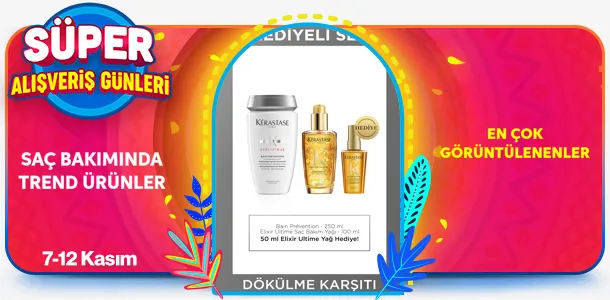 SÜPER
ALIŞVERİŞ GÜNLERİ
SAÇ BAKIMINDA
TREND ÜRÜNLER
7-12 Kasım
KÉRASTASE
KÉRASTASE
HEDİYE
Bain Prévention - 250 ml
Elixir Ultime Saç Bakım Yağı - 100 ml
50 ml Elixir Ultime Yağ Hediye!
DÖKÜLME KARŞITI
EN ÇOK
GÖRÜNTÜLENENLER